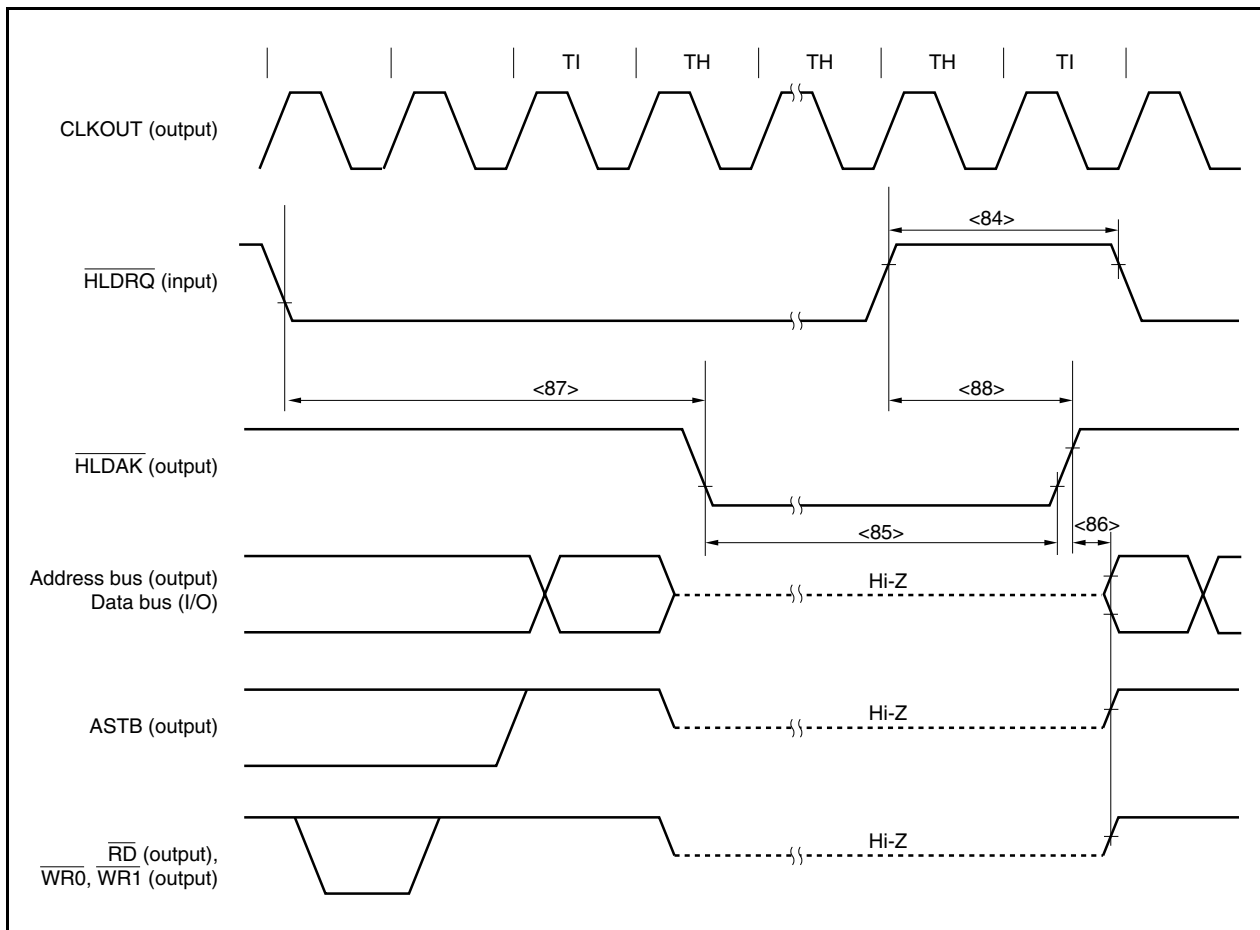 TI TH TH TH TI
CLKOUT (output)
<84>
HLDRQ (input)
<87>
<88>
HLDAK (output)
<85>
<86>
Address bus (output)
Data bus (I/O)
Hi-Z
ASTB (output)
Hi-Z
RD (output),
WR0, WR1 (output)
Hi-Z